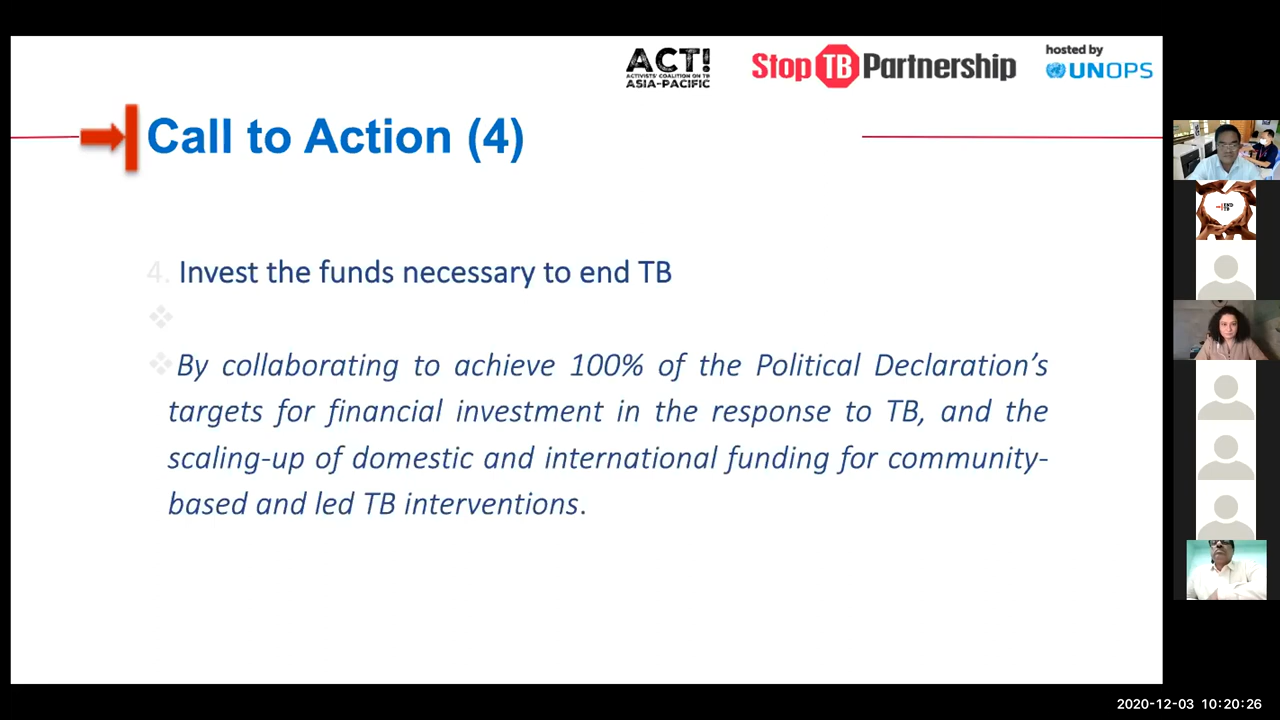 ACT!
ACTIVISTS' COALITION ON TB
ASIA-PACIFIC
Stop TB Partnership
hosted by
UNOPS
Call to Action (4)
4. Invest the funds necessary to end TB
By collaborating to achieve 100% of the Political Declaration's
targets for financial investment in the response to TB, and the
scaling-up of domestic and international funding for community-
based and led TB interventions.
END
TB
2020-12-03 10:20:26